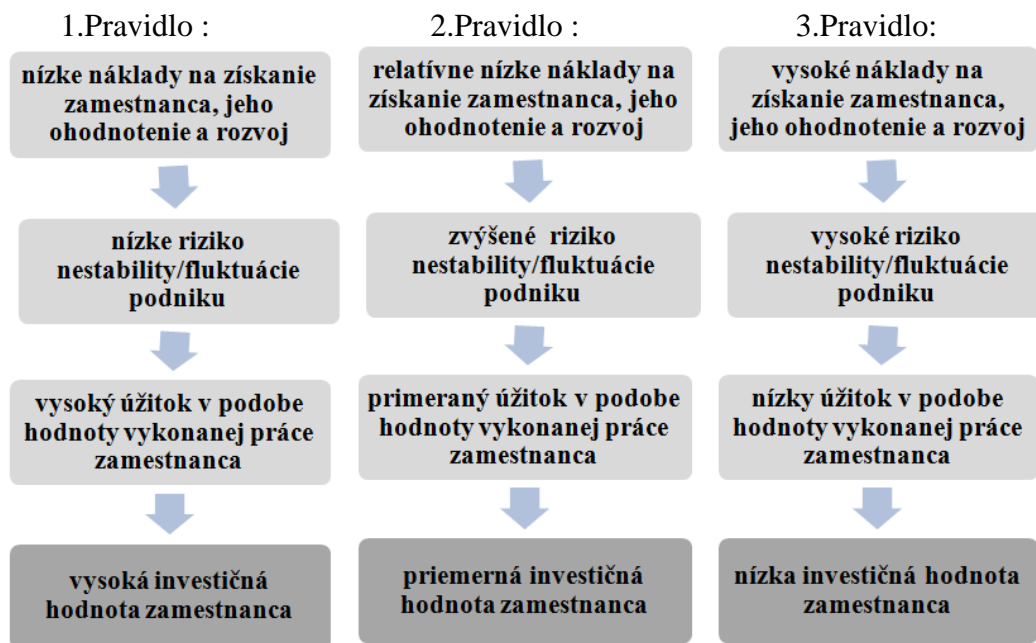 1.Pravidlo :
nízke náklady na získanie
zamestnanca, jeho
ohodnotenie a rozvoj
nízke riziko
nestability/fluktuácie
podniku
vysoký úžitok v podobe
hodnoty vykonanej práce
zamestnanca
vysoká investičná
hodnota zamestnanca
2.Pravidlo :
relatívne nízke náklady na
získanie zamestnanca, jeho
ohodnotenie a rozvoj
zvýšené riziko
nestability/fluktuácie
podniku
primeraný úžitok v podobe
hodnoty vykonanej práce
zamestnanca
priemerná investičná
hodnota zamestnanca
3.Pravidlo:
vysoké náklady na
získanie zamestnanca,
jeho ohodnotenie a rozvoj
vysoké riziko
nestability/fluktuácie
podniku
nízky úžitok v podobe
hodnoty vykonanej práce
zamestnanca
nízka investičná hodnota
zamestnanca